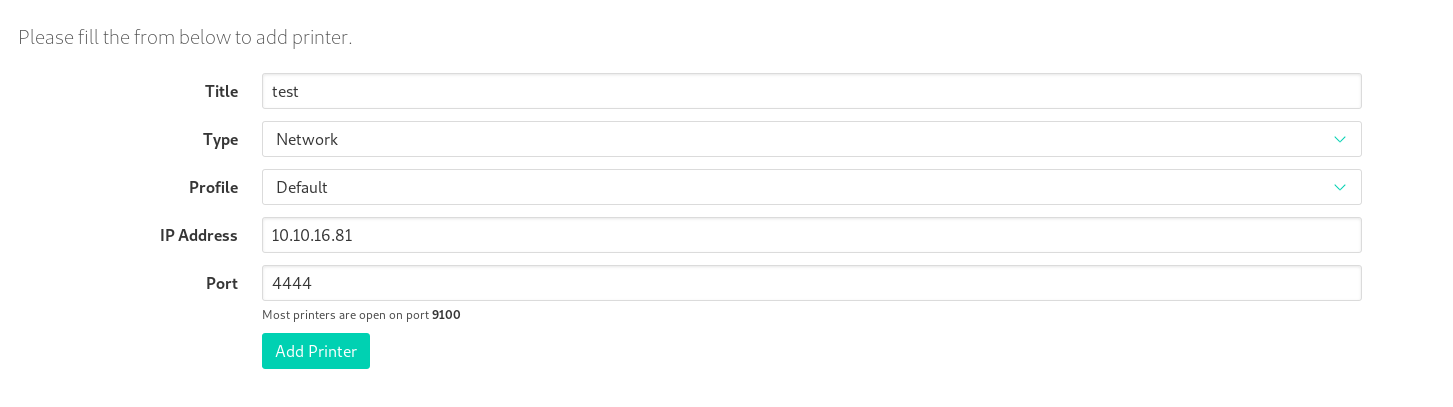 Please fill the from below to add printer.
Title test
Type Network
Profile Default
IP Address 10.10.16.81
Port 4444
Most printers are open on port 9100
Add Printer